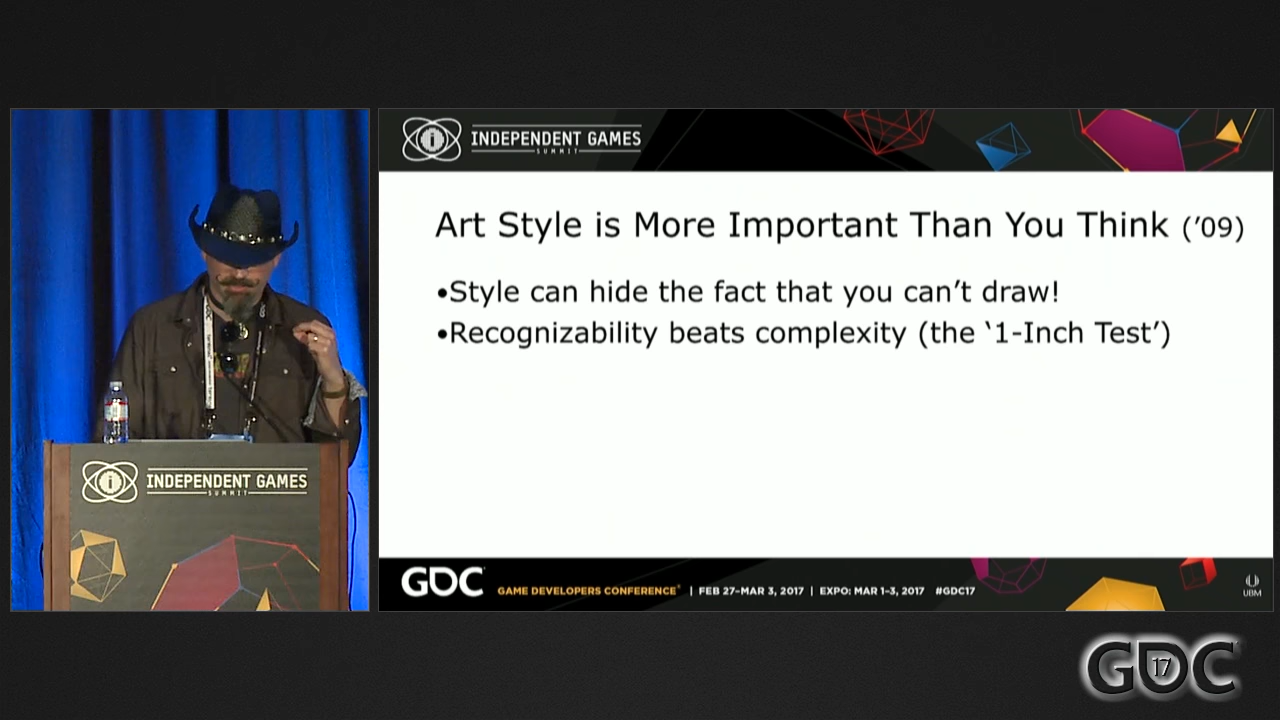 INDEPENDENT GAMES
SUMMIT
Art Style is More Important Than You Think ('09)
•Style can hide the fact that you can't draw!
•Recognizability beats complexity (the '1-Inch Test')
INDEPENDENT GAMES
SUMMIT
GDC GAME DEVELOPERS CONFERENCE® | FEB 27–MAR 3, 2017 | EXPO: MAR 1–3, 2017 #GDC17
UBM
GDC 17